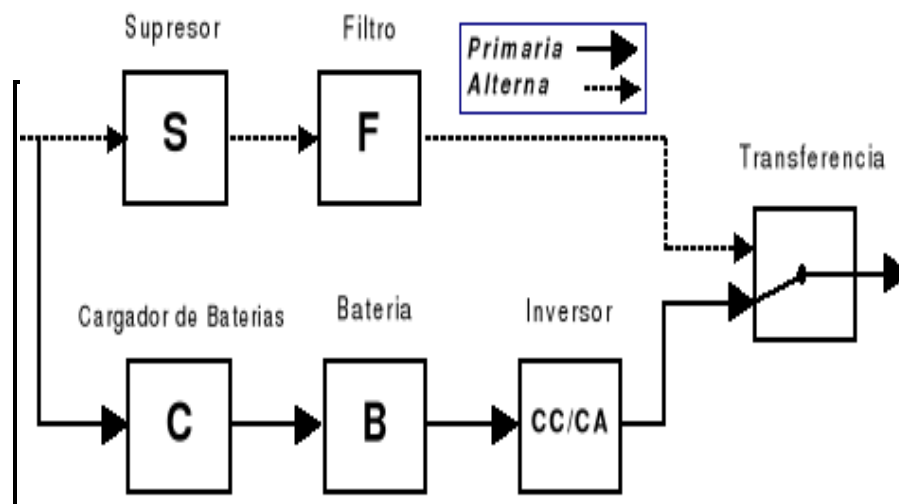 Supresor
Filtro
Primaria
Alterna
S
F
Transferencia
Cargador de Baterias
Bateria
Inversor
C
B
CC/CA